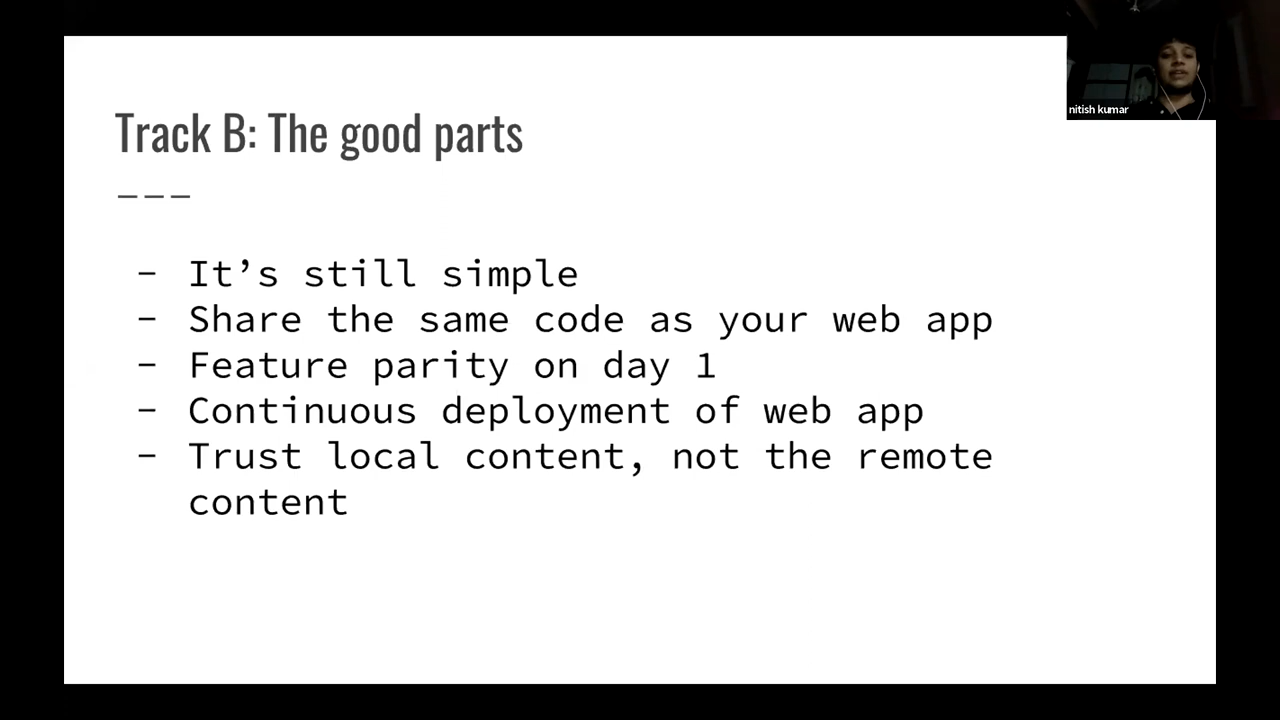 nitish kumar
Track B: The good parts
———
- It’s still simple
- Share the same code as your web app
- Feature parity on day 1
- Continuous deployment of web app
- Trust local content, not the remote
content